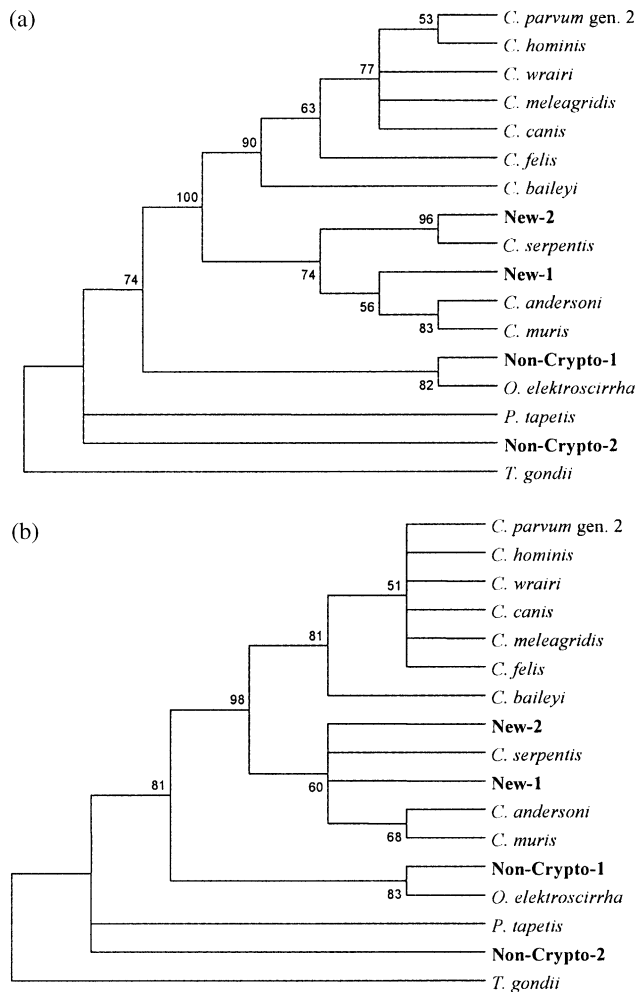 (a)
53
C. parvum gen. 2
C. hominis
77
C. wrairi
C. meleagridis
C. canis
63
C. felis
90
C. baileyi
100
96
New-2
C. serpentis
74
New-1
56
C. andersoni
83
C. muris
74
Non-Crypto-1
82
O. elektroscirrha
P. tapetis
Non-Crypto-2
T. gondii
(b)
C. parvum gen. 2
C. hominis
51
C. wrairi
C. canis
C. meleagridis
81
C. felis
C. baileyi
98
New-2
C. serpentis
60
New-1
C. andersoni
68
C. muris
81
Non-Crypto-1
83
O. elektroscirrha
P. tapetis
Non-Crypto-2
T. gondii